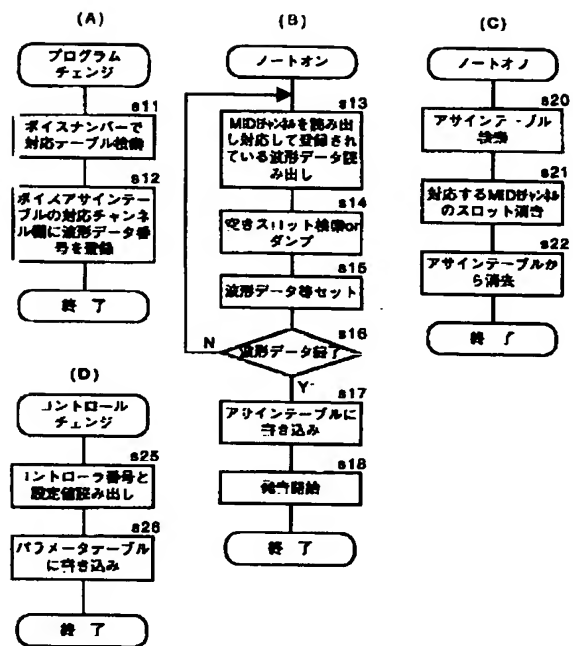 (A)
プログラム
チェンジ
s11
ボイスナンバーで
対応テーブル検索
s12
ボイスアサインテー
ブルの対応チャンネ
ル欄に波形データ番
号を登録
終了
(B)
ノートオン
s13
MIDIチャンネルを読み出
し対応して登録され
ている波形データ読
み出し
s14
空きスロット検索or
ダンプ
s15
波形データ等セット
s16
波形データ終了
N
Y
s17
アサインテーブルに
書き込み
s18
発音開始
終了
(C)
ノートオフ
s20
アサインテーブル
検索
s21
対応するMIDIチャンネル
のスロット消音
s22
アサインテーブルか
ら消去
終了
(D)
コントロール
チェンジ
s25
コントローラ番号と
設定値読み出し
s26
パラメータテーブル
に書き込み
終了